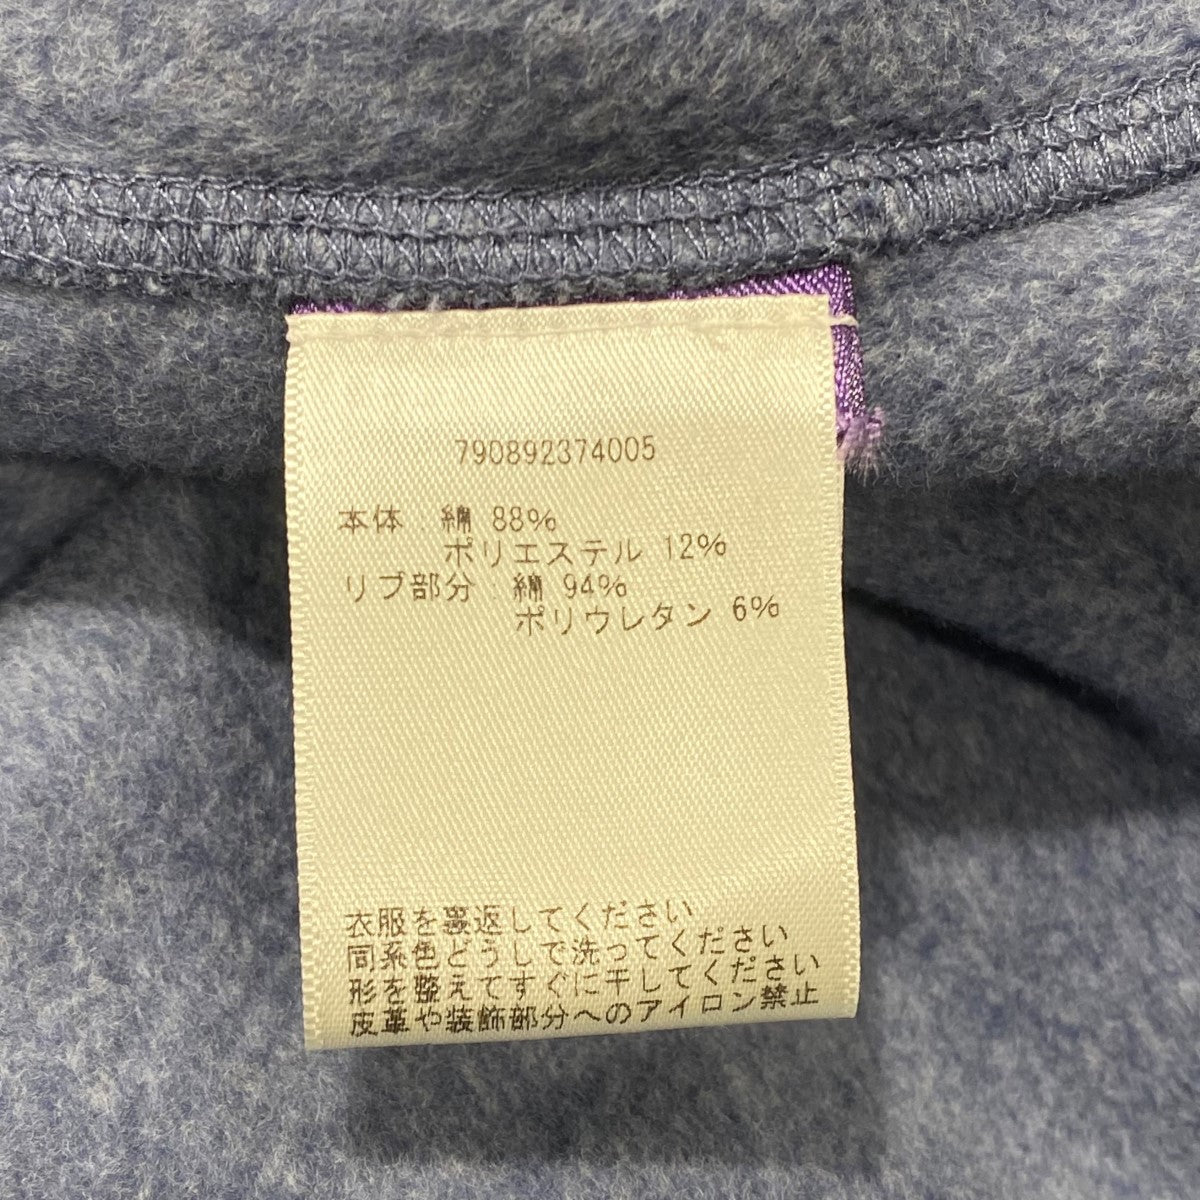 790892374005
本体 : 綿 88%
ポリエステル 12%
リブ部分 : 綿 94%
ポリウレタン 6%
衣服を裏返してください
同系色どうしで洗ってください
形を整えてすぐに干してください
皮革や装飾部分へのアイロン禁止